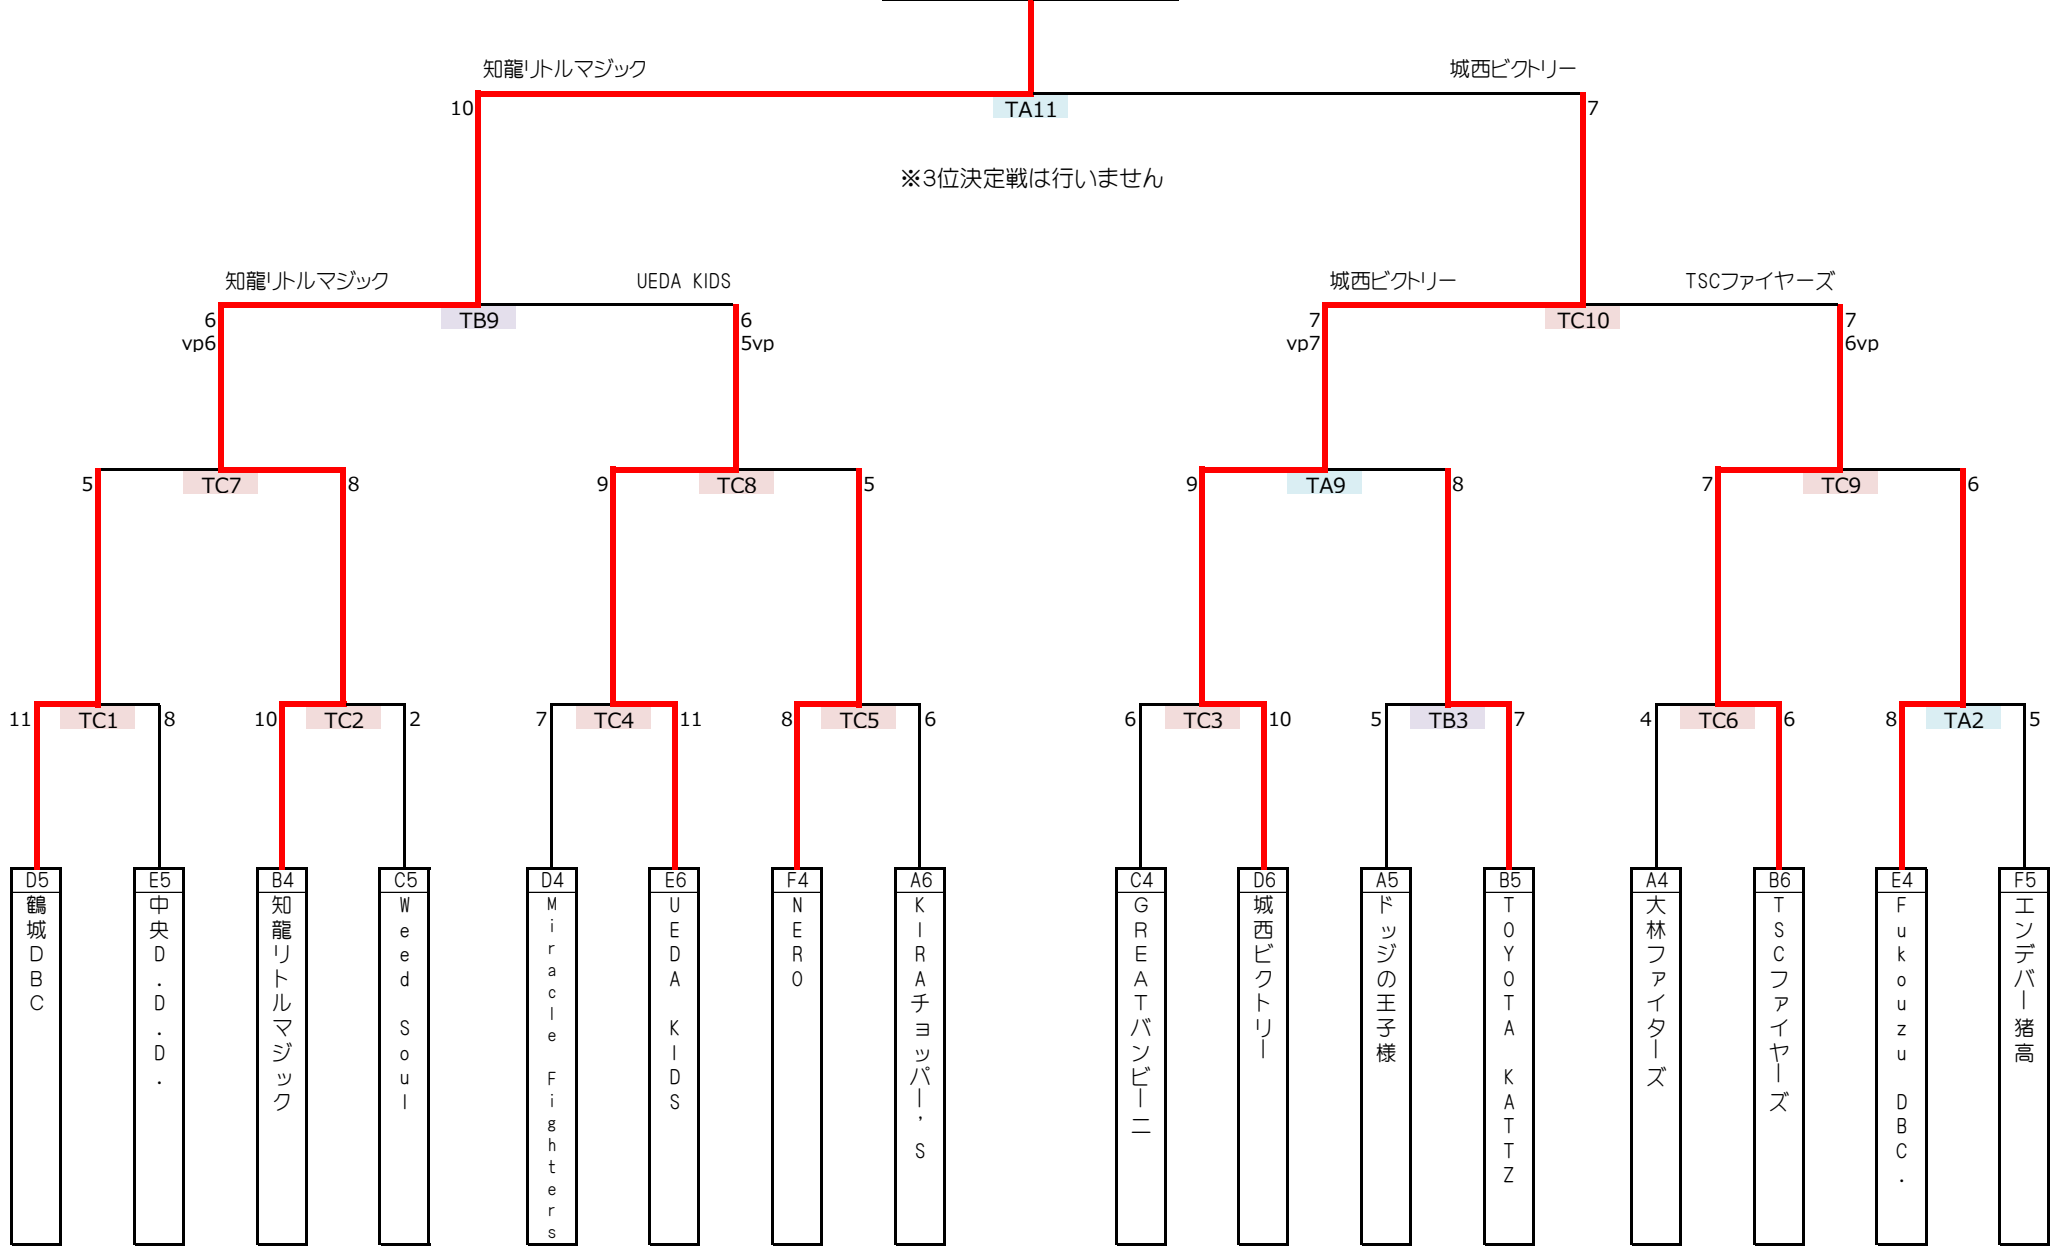 知龍リトルマジック
城西ビクトリー
10
TA11
7
※3位決定戦は行いません
知龍リトルマジック
UEDA KIDS
城西ビクトリー
TSCファイヤーズ
6
TB9
6
7
TC10
7
vp6
5vp
vp7
6vp
5
TC7
8
9
TC8
5
9
TA9
8
7
TC9
6
11
TC1
8
10
TC2
2
7
TC4
11
8
TC5
6
6
TC3
10
5
TB3
7
4
TC6
6
8
TA2
5
D5
鶴城DBC
E5
中央D.D.D.
B4
知龍リトルマジック
C5
Weed Soul
D4
Miracle Fighters
E6
UEDA KIDS
F4
NERO
A6
KIRAチョッパー'S
C4
GREATバンビーニ
D6
城西ビクトリー
A5
ドッジの王子様
B5
TOYOTA KATTTZ
A4
大林ファイターズ
B6
TSCファイヤーズ
E4
Fukouzu DBC.
F5
エンデバー猪高